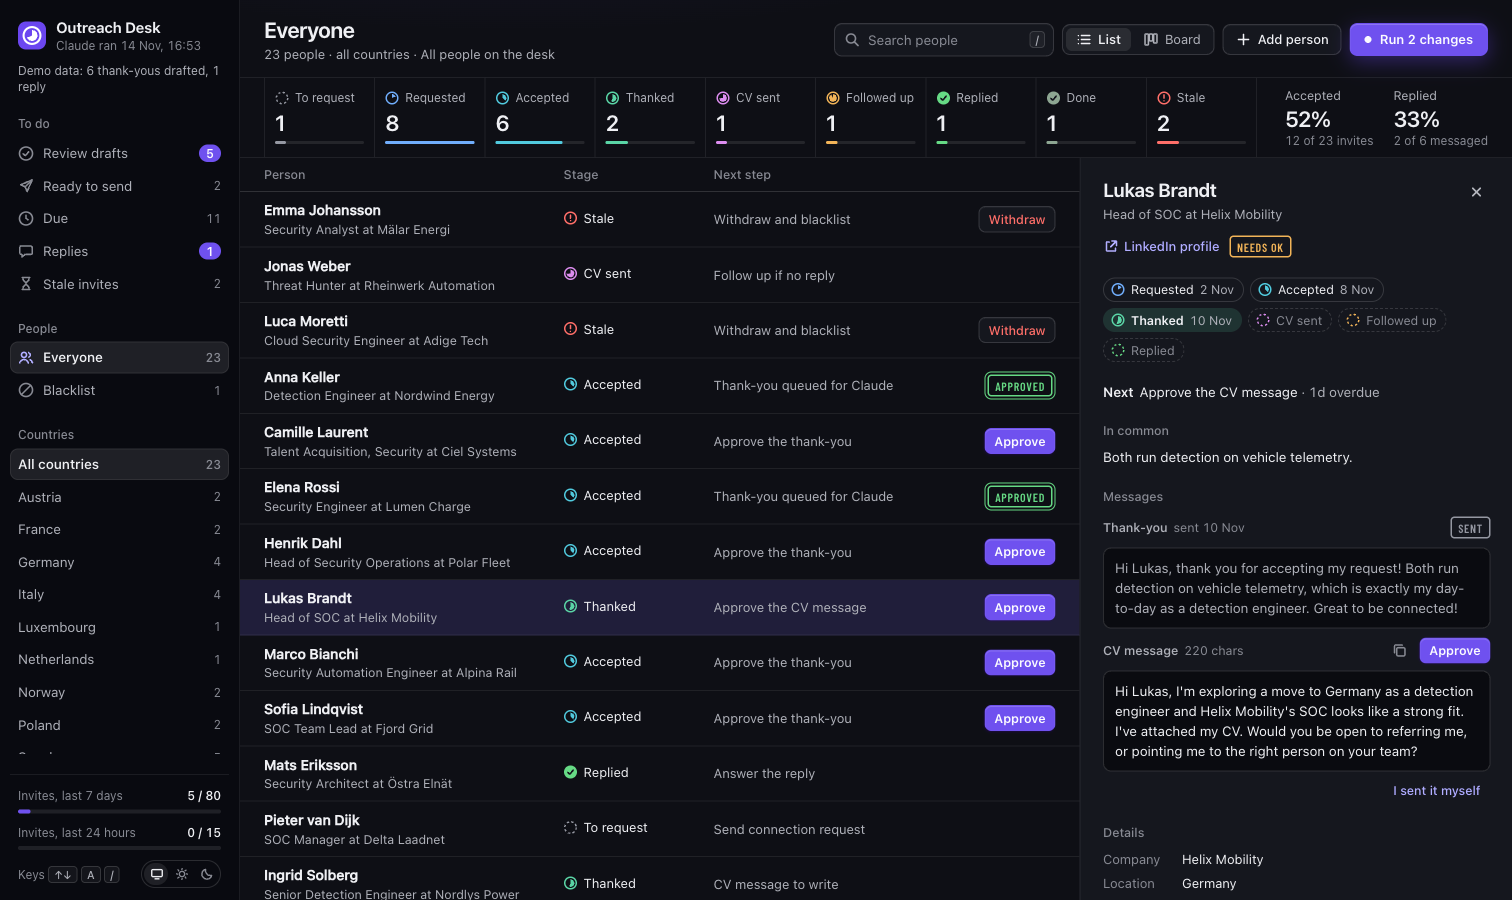 Outreach Desk
Claude ran 14 Nov, 16:53
Demo data: 6 thank-yous drafted, 1
reply
To do
Review drafts 5
Ready to send 2
Due 11
Replies 1
Stale invites 2
People
Everyone 23
Blacklist 1
Countries
All countries 23
Austria 2
France 2
Germany 4
Italy 4
Luxembourg 1
Netherlands 1
Norway 2
Poland 2
Invites, last 7 days 5 / 80
Invites, last 24 hours 0 / 15
Keys ↑↓ A /
Everyone
23 people · all countries · All people on the desk
Search people /
List
Board
Add person
Run 2 changes
To request 1
Requested 8
Accepted 6
Thanked 2
CV sent 1
Followed up 1
Replied 1
Done 1
Stale 2
Accepted 52% 12 of 23 invites
Replied 33% 2 of 6 messaged
Person Stage Next step
Emma Johansson
Security Analyst at Mälar Energi
Stale Withdraw and blacklist Withdraw
Jonas Weber
Threat Hunter at Rheinwerk Automation
CV sent Follow up if no reply
Luca Moretti
Cloud Security Engineer at Adige Tech
Stale Withdraw and blacklist Withdraw
Anna Keller
Detection Engineer at Nordwind Energy
Accepted Thank-you queued for Claude APPROVED
Camille Laurent
Talent Acquisition, Security at Ciel Systems
Accepted Approve the thank-you Approve
Elena Rossi
Security Engineer at Lumen Charge
Accepted Thank-you queued for Claude APPROVED
Henrik Dahl
Head of Security Operations at Polar Fleet
Accepted Approve the thank-you Approve
Lukas Brandt
Head of SOC at Helix Mobility
Thanked Approve the CV message Approve
Marco Bianchi
Security Automation Engineer at Alpina Rail
Accepted Approve the thank-you Approve
Sofia Lindqvist
SOC Team Lead at Fjord Grid
Accepted Approve the thank-you Approve
Mats Eriksson
Security Architect at Östra Elnät
Replied Answer the reply
Pieter van Dijk
SOC Manager at Delta Laadnet
To request Send connection request
Ingrid Solberg
Senior Detection Engineer at Nordlys Power
Thanked CV message to write
Lukas Brandt
Head of SOC at Helix Mobility
LinkedIn profile NEEDS OK
Requested 2 Nov Accepted 8 Nov
Thanked 10 Nov CV sent Followed up
Replied
Next Approve the CV message · 1d overdue
In common
Both run detection on vehicle telemetry.
Messages
Thank-you sent 10 Nov SENT
Hi Lukas, thank you for accepting my request! Both run
detection on vehicle telemetry, which is exactly my day-
to-day as a detection engineer. Great to be connected!
CV message 220 chars Approve
Hi Lukas, I'm exploring a move to Germany as a detection
engineer and Helix Mobility's SOC looks like a strong fit.
I've attached my CV. Would you be open to referring me,
or pointing me to the right person on your team?
I sent it myself
Details
Company Helix Mobility
Location Germany